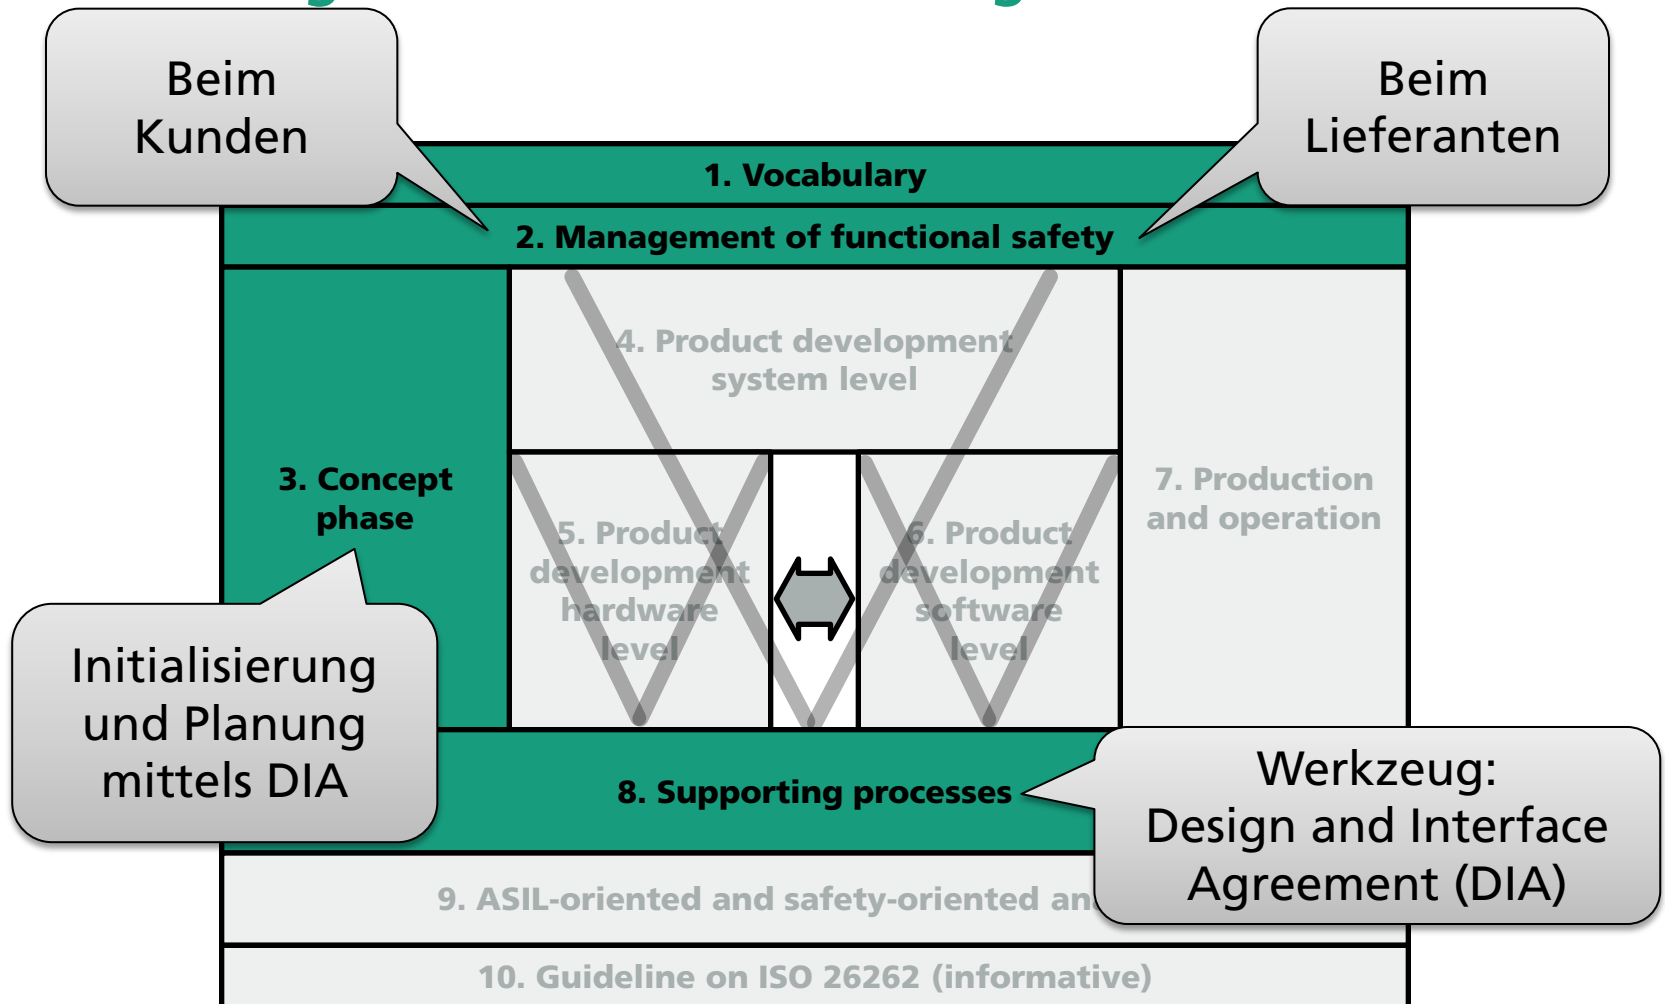 Beim
Kunden
Beim
Lieferanten
1. Vocabulary
2. Management of functional safety
4. Product development
system level
3. Concept
phase
5. Product
development
hardware
level
6. Product
development
software
level
7. Production
and operation
Initialisierung
und Planung
mittels DIA
8. Supporting processes
Werkzeug:
Design and Interface
Agreement (DIA)
9. ASIL-oriented and safety-oriented
10. Guideline on ISO 26262 (informative)